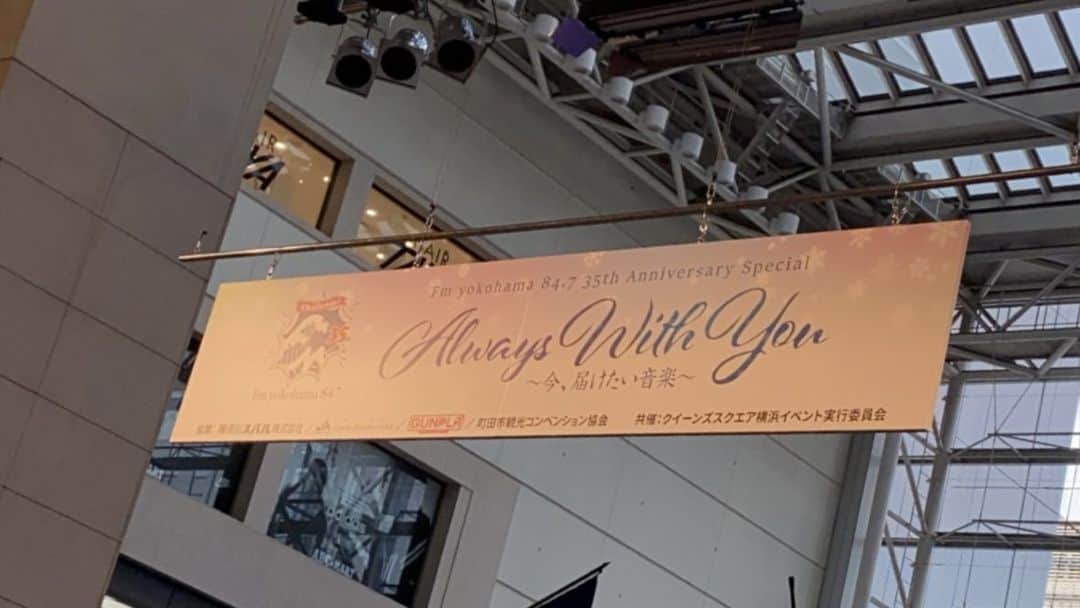 Fm yokohama 84.7 35th Anniversary Special
Always With You
～今、届けたい音楽～
Fm yokohama 84.7
GUNPLA / 町田市観光コンベンション協会 共催:クイーンズスクエア横浜イベント実行委員会